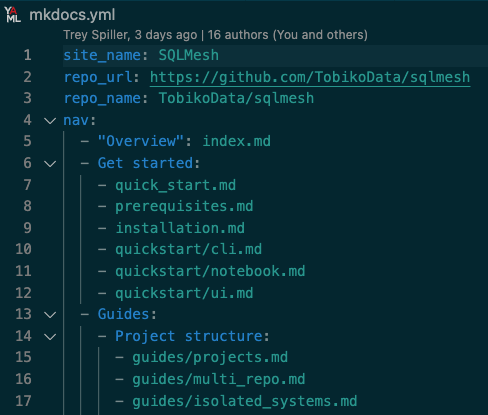 YAML mkdocs.yml
Trey Spiller, 3 days ago | 16 authors (You and others)
1 site_name: SQLMesh
2 repo_url: https://github.com/TobikoData/sqlmesh
3 repo_name: TobikoData/sqlmesh
4 nav:
5 - "Overview": index.md
6 - Get started:
7 - quick_start.md
8 - prerequisites.md
9 - installation.md
10 - quickstart/cli.md
11 - quickstart/notebook.md
12 - quickstart/ui.md
13 - Guides:
14 - Project structure:
15 - guides/projects.md
16 - guides/multi_repo.md
17 - guides/isolated_systems.md